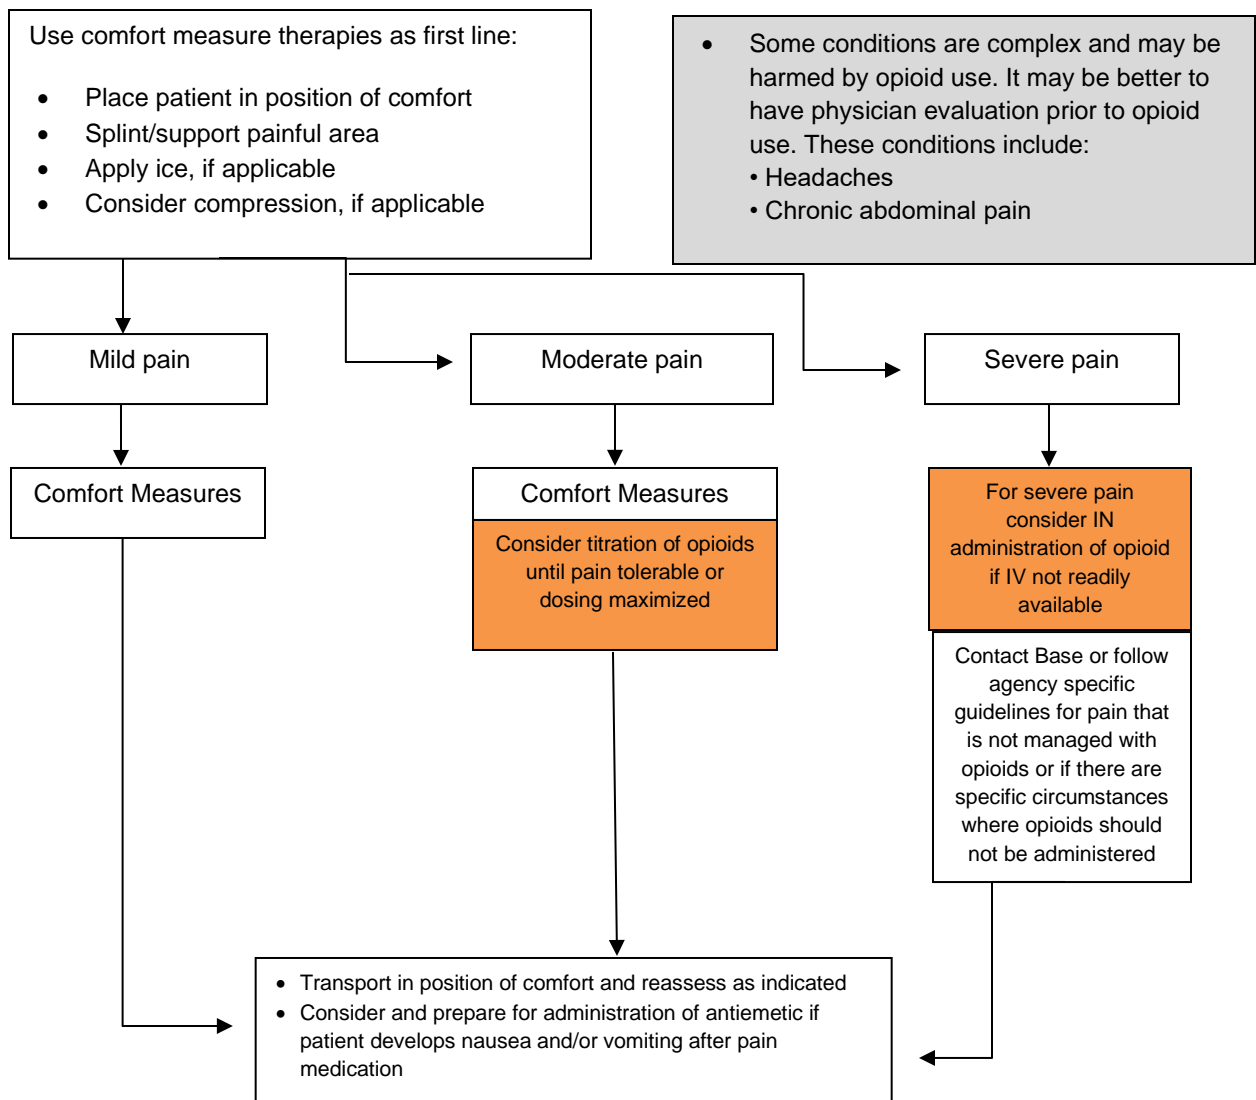 Use comfort measure therapies as first line:
• Place patient in position of comfort
• Splint/support painful area
• Apply ice, if applicable
• Consider compression, if applicable
• Some conditions are complex and may be
harmed by opioid use. It may be better to
have physician evaluation prior to opioid
use. These conditions include:
• Headaches
• Chronic abdominal pain
Mild pain
Moderate pain
Severe pain
Comfort Measures
Comfort Measures
Consider titration of opioids
until pain tolerable or
dosing maximized
For severe pain
consider IN
administration of opioid
if IV not readily
available
Contact Base or follow
agency specific
guidelines for pain that
is not managed with
opioids or if there are
specific circumstances
where opioids should
not be administered
• Transport in position of comfort and reassess as indicated
• Consider and prepare for administration of antiemetic if
patient develops nausea and/or vomiting after pain
medication